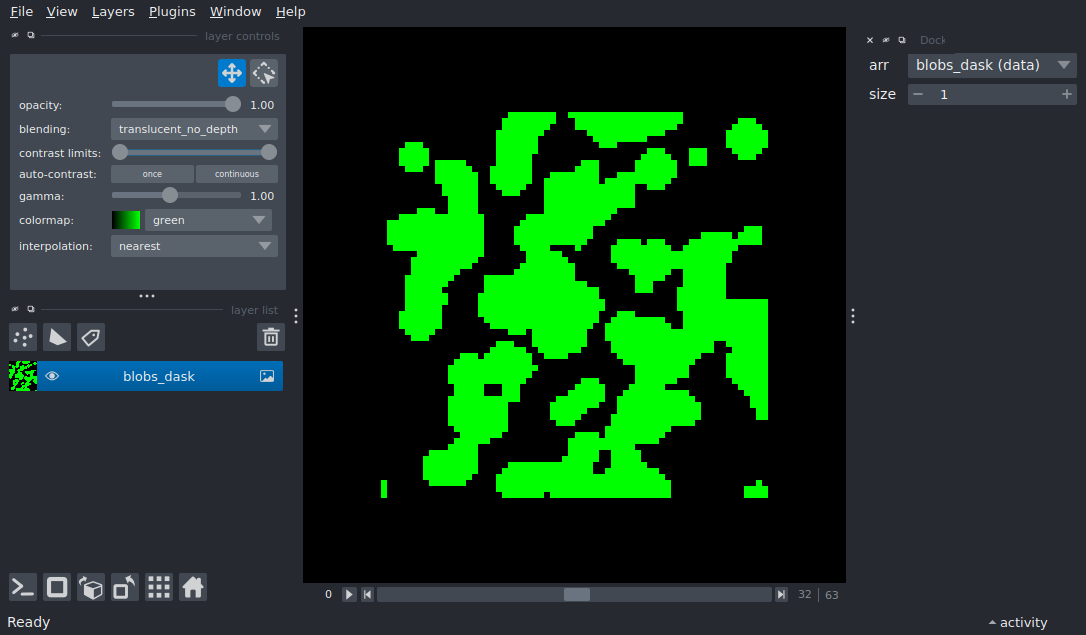 File View Layers Plugins Window Help
layer controls
opacity: 1.00
blending: translucent_no_depth
contrast limits:
auto-contrast: once continuous
gamma: 1.00
colormap: green
interpolation: nearest
layer list
blobs_dask
Dock
arr blobs_dask (data)
size 1
0 32 63
Ready
activity